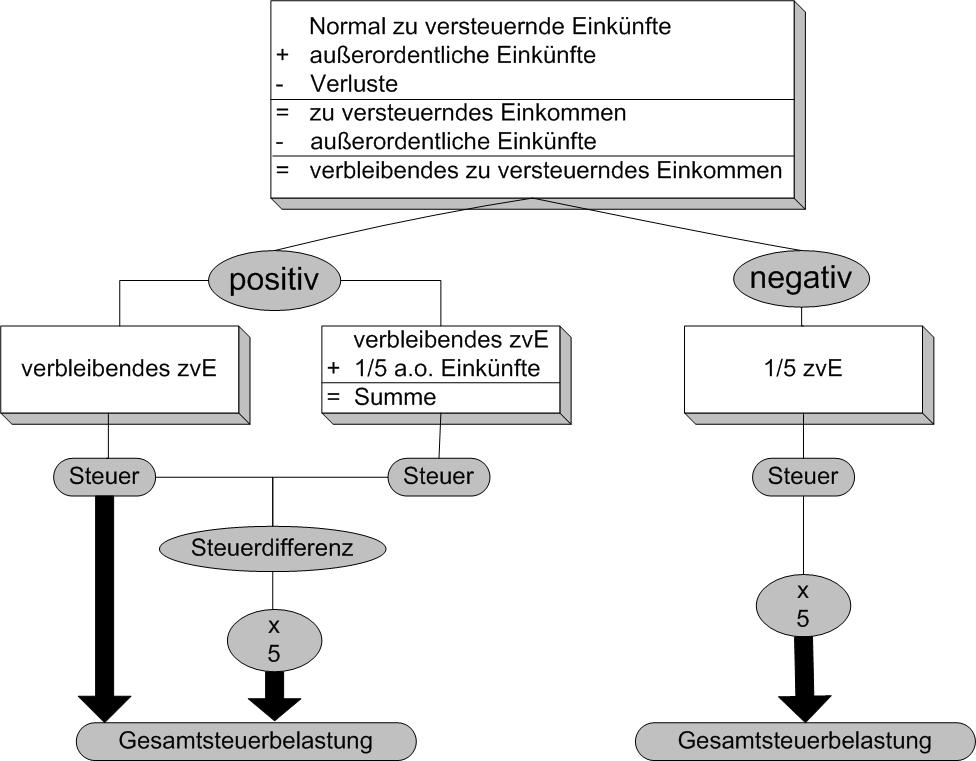 Normal zu versteuernde Einkünfte
+ außerordentliche Einkünfte
- Verluste
= zu versteuerndes Einkommen
- außerordentliche Einkünfte
= verbleibendes zu versteuerndes Einkommen
positiv
negativ
verbleibendes zvE
verbleibendes zvE
+ 1/5 a.o. Einkünfte
= Summe
1/5 zvE
Steuer
Steuer
Steuer
Steuerdifferenz
x
5
x
5
Gesamtsteuerbelastung
Gesamtsteuerbelastung